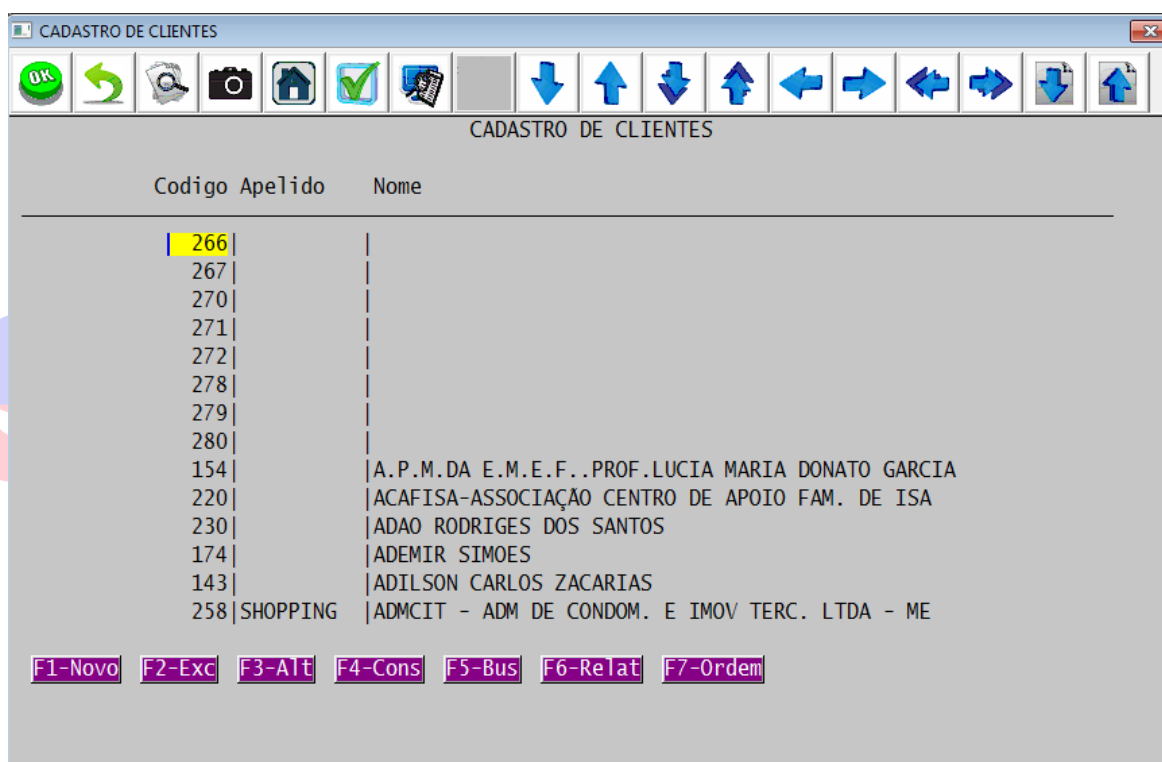 CADASTRO DE CLIENTES
OK
CADASTRO DE CLIENTES
Codigo Apelido Nome
266| |
267| |
270| |
271| |
272| |
278| |
279| |
280| |
154| |A.P.M.DA E.M.E.F..PROF.LUCIA MARIA DONATO GARCIA
220| |ACAFISA-ASSOCIAÇÃO CENTRO DE APOIO FAM. DE ISA
230| |ADAO RODRIGES DOS SANTOS
174| |ADEMIR SIMOES
143| |ADILSON CARLOS ZACARIAS
258|SHOPPING |ADMCIT - ADM DE CONDOM. E IMOV TERC. LTDA - ME
F1-Novo F2-Exc F3-Alt F4-Cons F5-Bus F6-Relat F7-Ordem